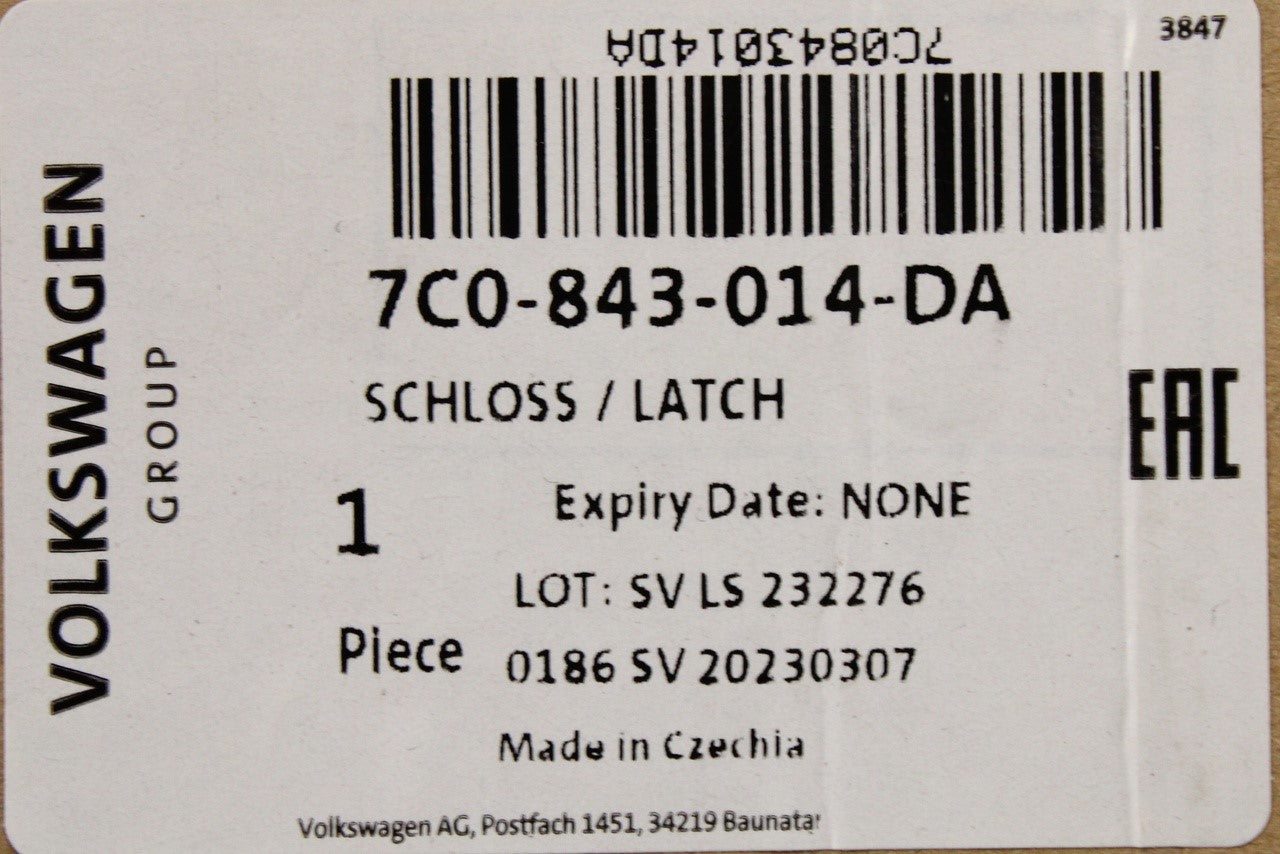 3847
7C0843014DA
7C0-843-014-DA
SCHLOSS / LATCH
EAC
VOLKSWAGEN
GROUP
1
Expiry Date: NONE
LOT: SV LS 232276
Piece
0186 SV 20230307
Made in Czechia
Volkswagen AG, Postfach 1451, 34219 Baunatal